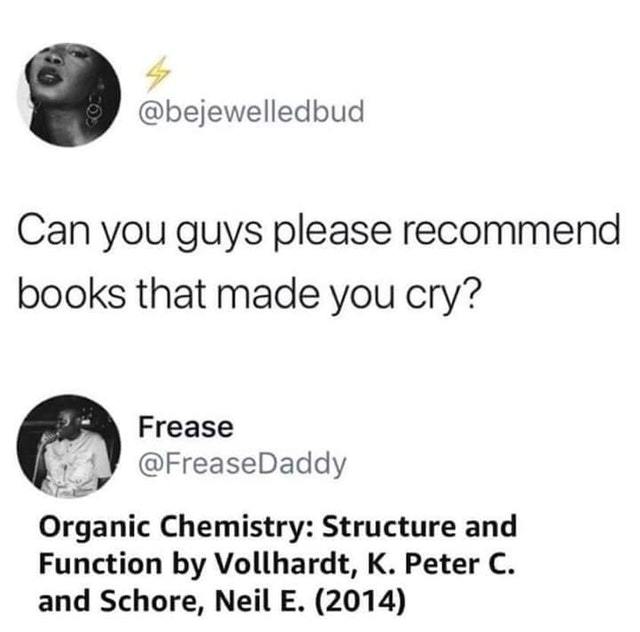 ⚡
@bejewelledbud
Can you guys please recommend
books that made you cry?
Frease
@FreaseDaddy
Organic Chemistry: Structure and
Function by Vollhardt, K. Peter C.
and Schore, Neil E. (2014)